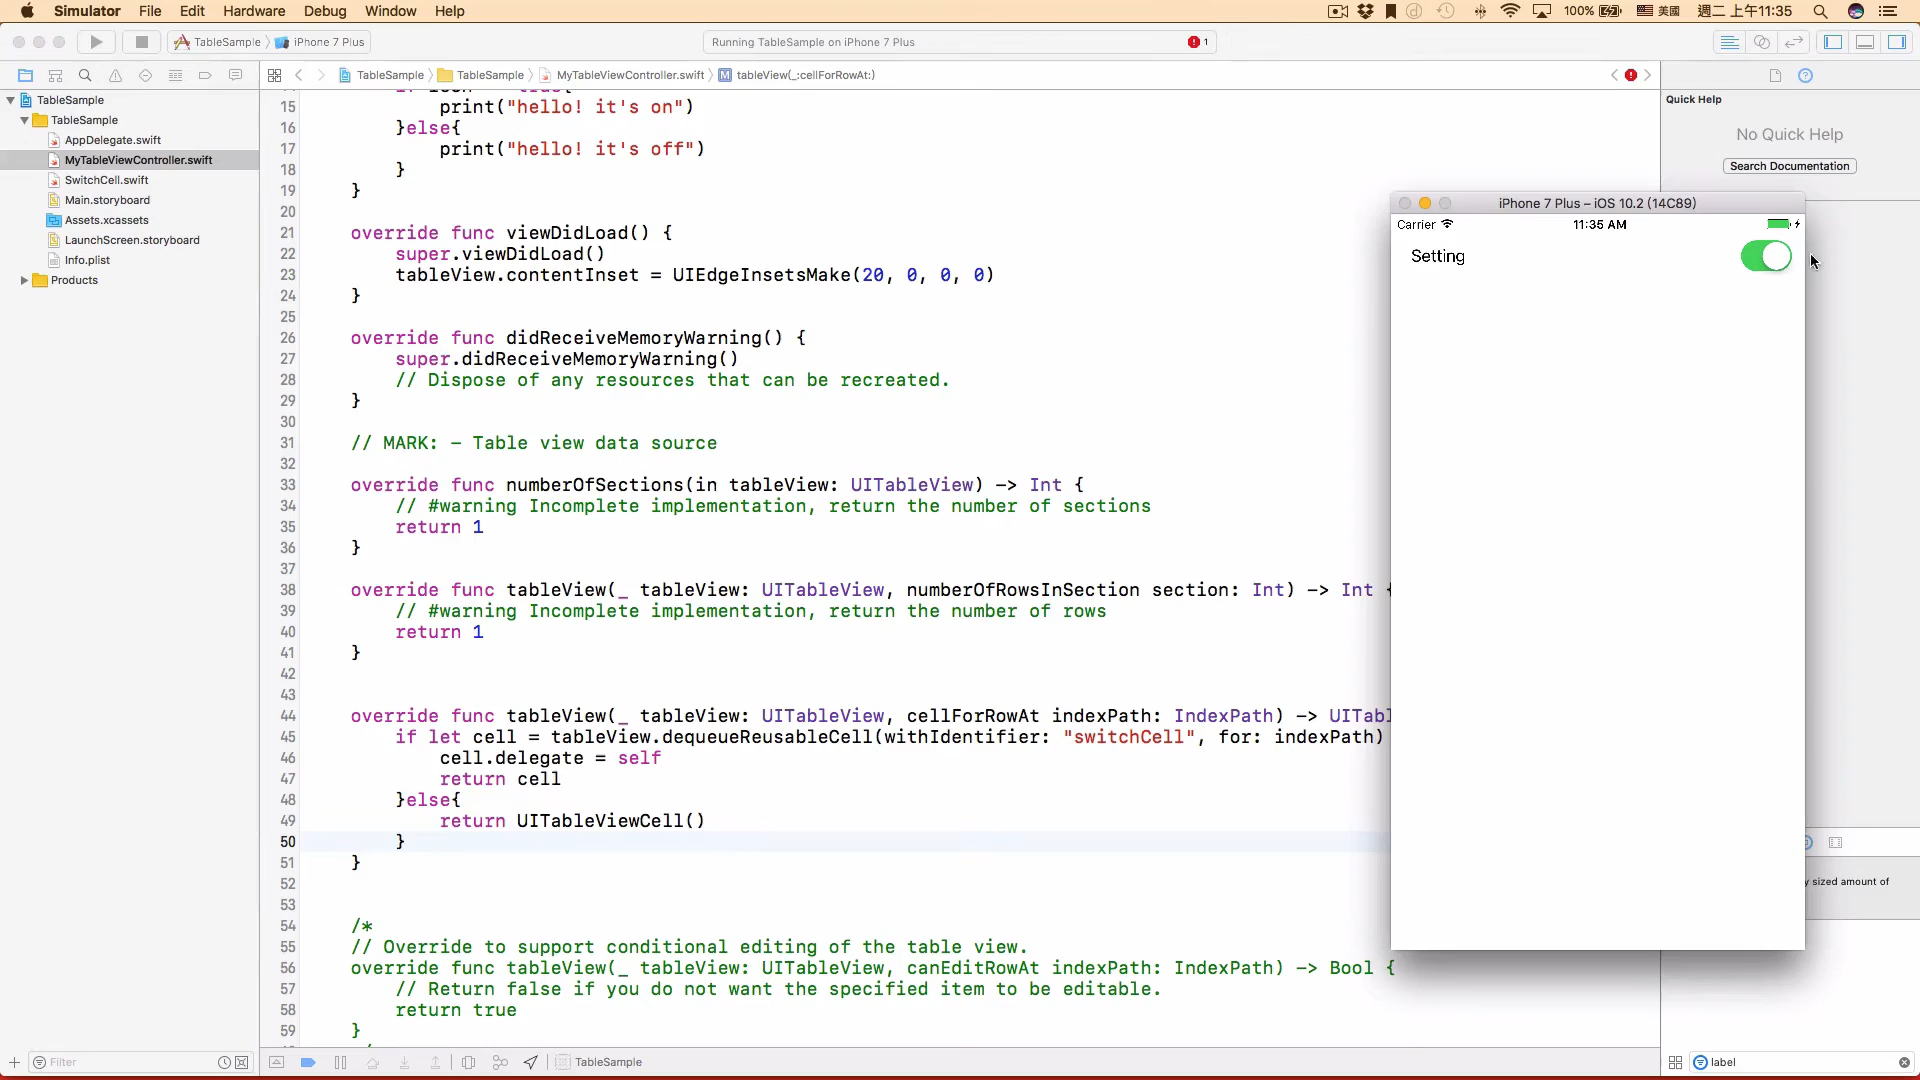 Simulator File Edit Hardware Debug Window Help 100% 美國 週二 上午11:35
TableSample iPhone 7 Plus Running TableSample on iPhone 7 Plus 1
TableSample TableSample MyTableViewController.swift M tableView(_:cellForRowAt:)
TableSample
TableSample
AppDelegate.swift
MyTableViewController.swift
SwitchCell.swift
Main.storyboard
Assets.xcassets
LaunchScreen.storyboard
Info.plist
Products
15 print("hello! it's on")
16 }else{
17 print("hello! it's off")
18 }
19 }
20
21 override func viewDidLoad() {
22 super.viewDidLoad()
23 tableView.contentInset = UIEdgeInsetsMake(20, 0, 0, 0)
24 }
25
26 override func didReceiveMemoryWarning() {
27 super.didReceiveMemoryWarning()
28 // Dispose of any resources that can be recreated.
29 }
30
31 // MARK: - Table view data source
32
33 override func numberOfSections(in tableView: UITableView) -> Int {
34 // #warning Incomplete implementation, return the number of sections
35 return 1
36 }
37
38 override func tableView(_ tableView: UITableView, numberOfRowsInSection section: Int) -> Int {
39 // #warning Incomplete implementation, return the number of rows
40 return 1
41 }
42
43
44 override func tableView(_ tableView: UITableView, cellForRowAt indexPath: IndexPath) -> UITabl
45 if let cell = tableView.dequeueReusableCell(withIdentifier: "switchCell", for: indexPath)
46 cell.delegate = self
47 return cell
48 }else{
49 return UITableViewCell()
50 }
51 }
52
53
54 /*
55 // Override to support conditional editing of the table view.
56 override func tableView(_ tableView: UITableView, canEditRowAt indexPath: IndexPath) -> Bool {
57 // Return false if you do not want the specified item to be editable.
58 return true
59 }
Quick Help
No Quick Help
Search Documentation
iPhone 7 Plus – iOS 10.2 (14C89)
Carrier 11:35 AM
Setting
sized amount of
Filter
TableSample
label